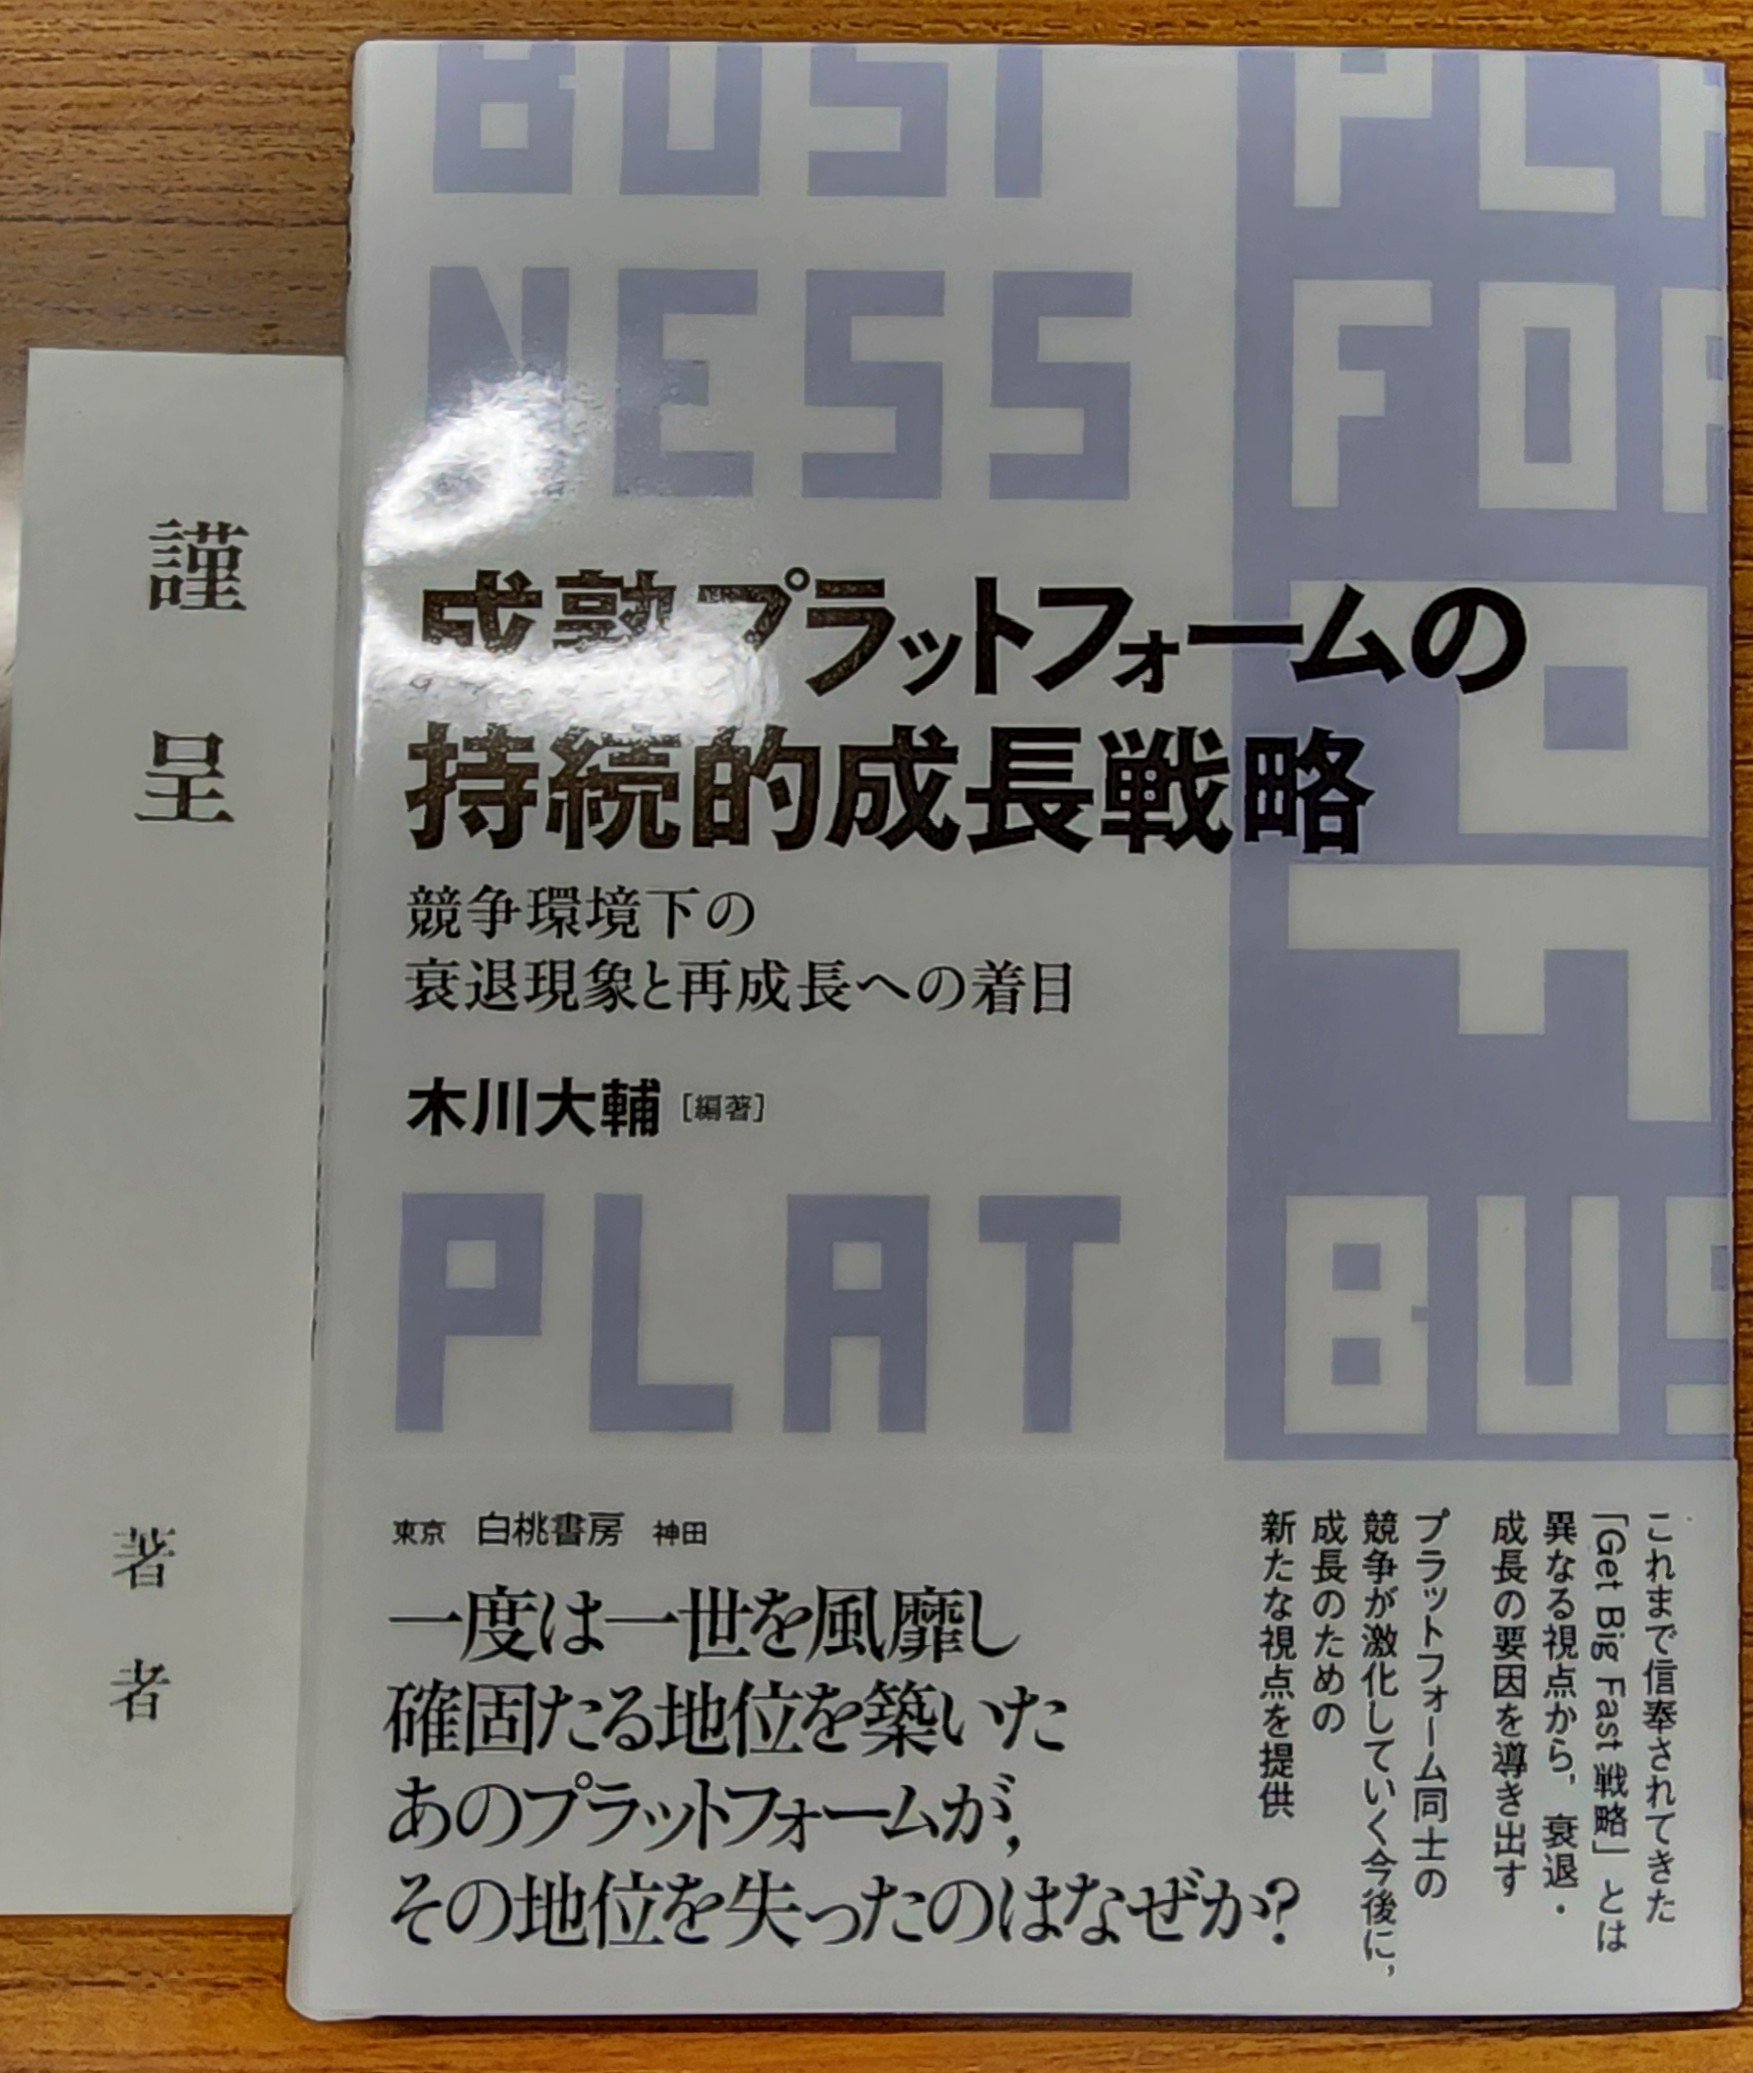 謹呈
著者
BUSI
NESS
PLA
FOR
成熟プラットフォームの
持続的成長戦略
競争環境下の
衰退現象と再成長への着目
木川大輔 [編著]
PLAT
BUS
東京 白桃書房 神田
一度は一世を風靡し
確固たる地位を築いた
あのプラットフォームが,
その地位を失ったのはなぜか?
これまで信奉されてきた
「Get Big Fast 戦略」とは
異なる視点から, 衰退・
成長の要因を導き出す
プラットフォーム同士の
競争が激化していく今後に,
成長のための
新たな視点を提供